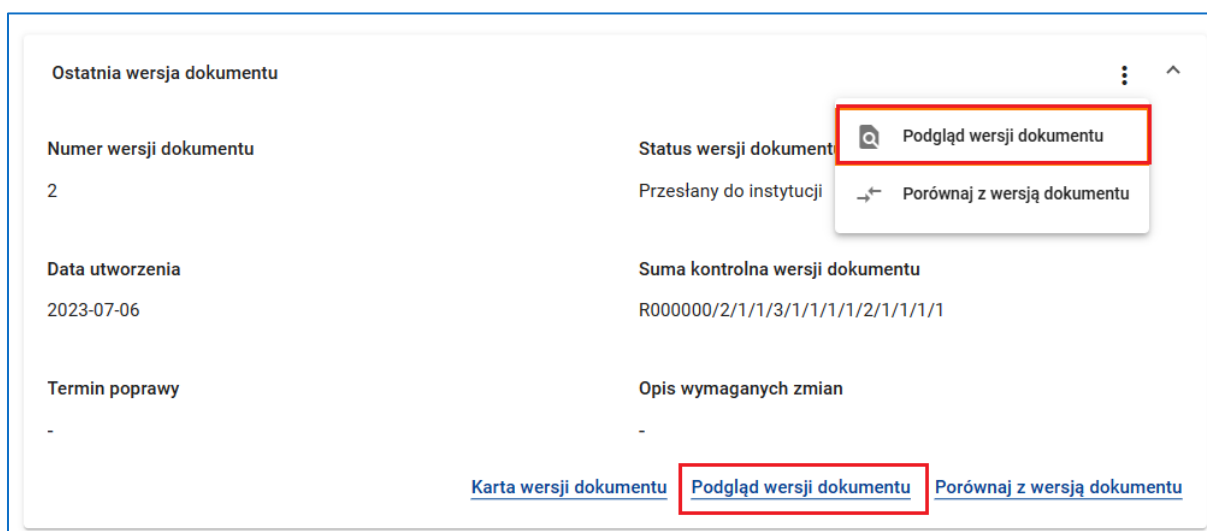 Ostatnia wersja dokumentu
Podgląd wersji dokumentu
Porównaj z wersją dokumentu
Numer wersji dokumentu
2
Status wersji dokument
Przesłany do instytucji
Data utworzenia
2023-07-06
Suma kontrolna wersji dokumentu
R000000/2/1/1/3/1/1/1/1/2/1/1/1/1
Termin poprawy
-
Opis wymaganych zmian
-
Karta wersji dokumentu Podgląd wersji dokumentu Porównaj z wersją dokumentu